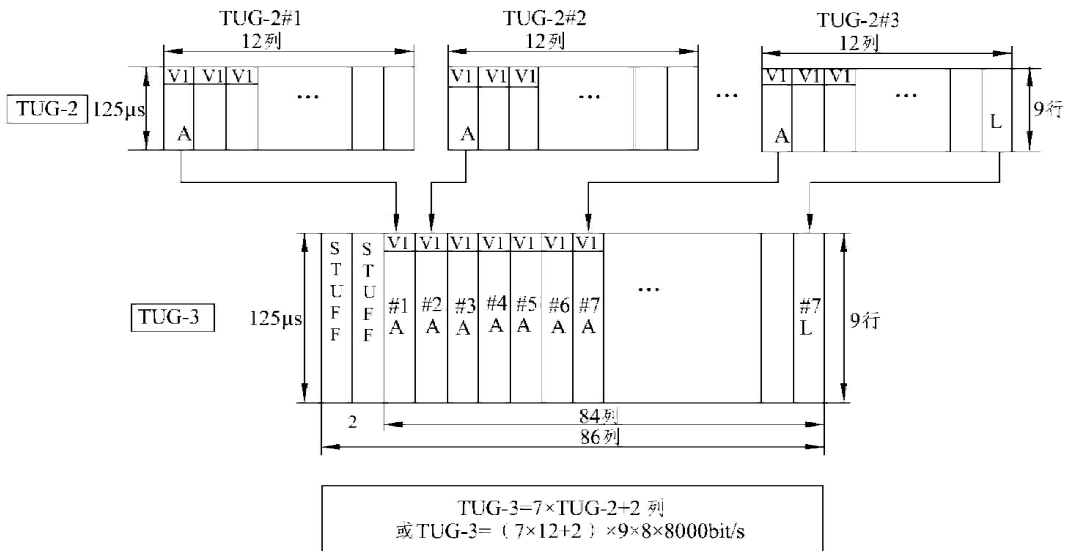 TUG-2#1 TUG-2#2 TUG-2#3
12列 12列 12列
V1 V1 V1 ... V1 V1 V1 ... ... V1 V1 V1 ...
TUG-2 125μs 9行
A A A L
V1 V1 V1 V1 V1 V1 V1
STUFF STUFF
#1 #2 #3 #4 #5 #6 #7 ... #7
A A A A A A A L
TUG-3 125μs 9行
2 84列
86列
TUG-3=7×TUG-2+2 列
或TUG-3=（7×12+2）×9×8×8000bit/s